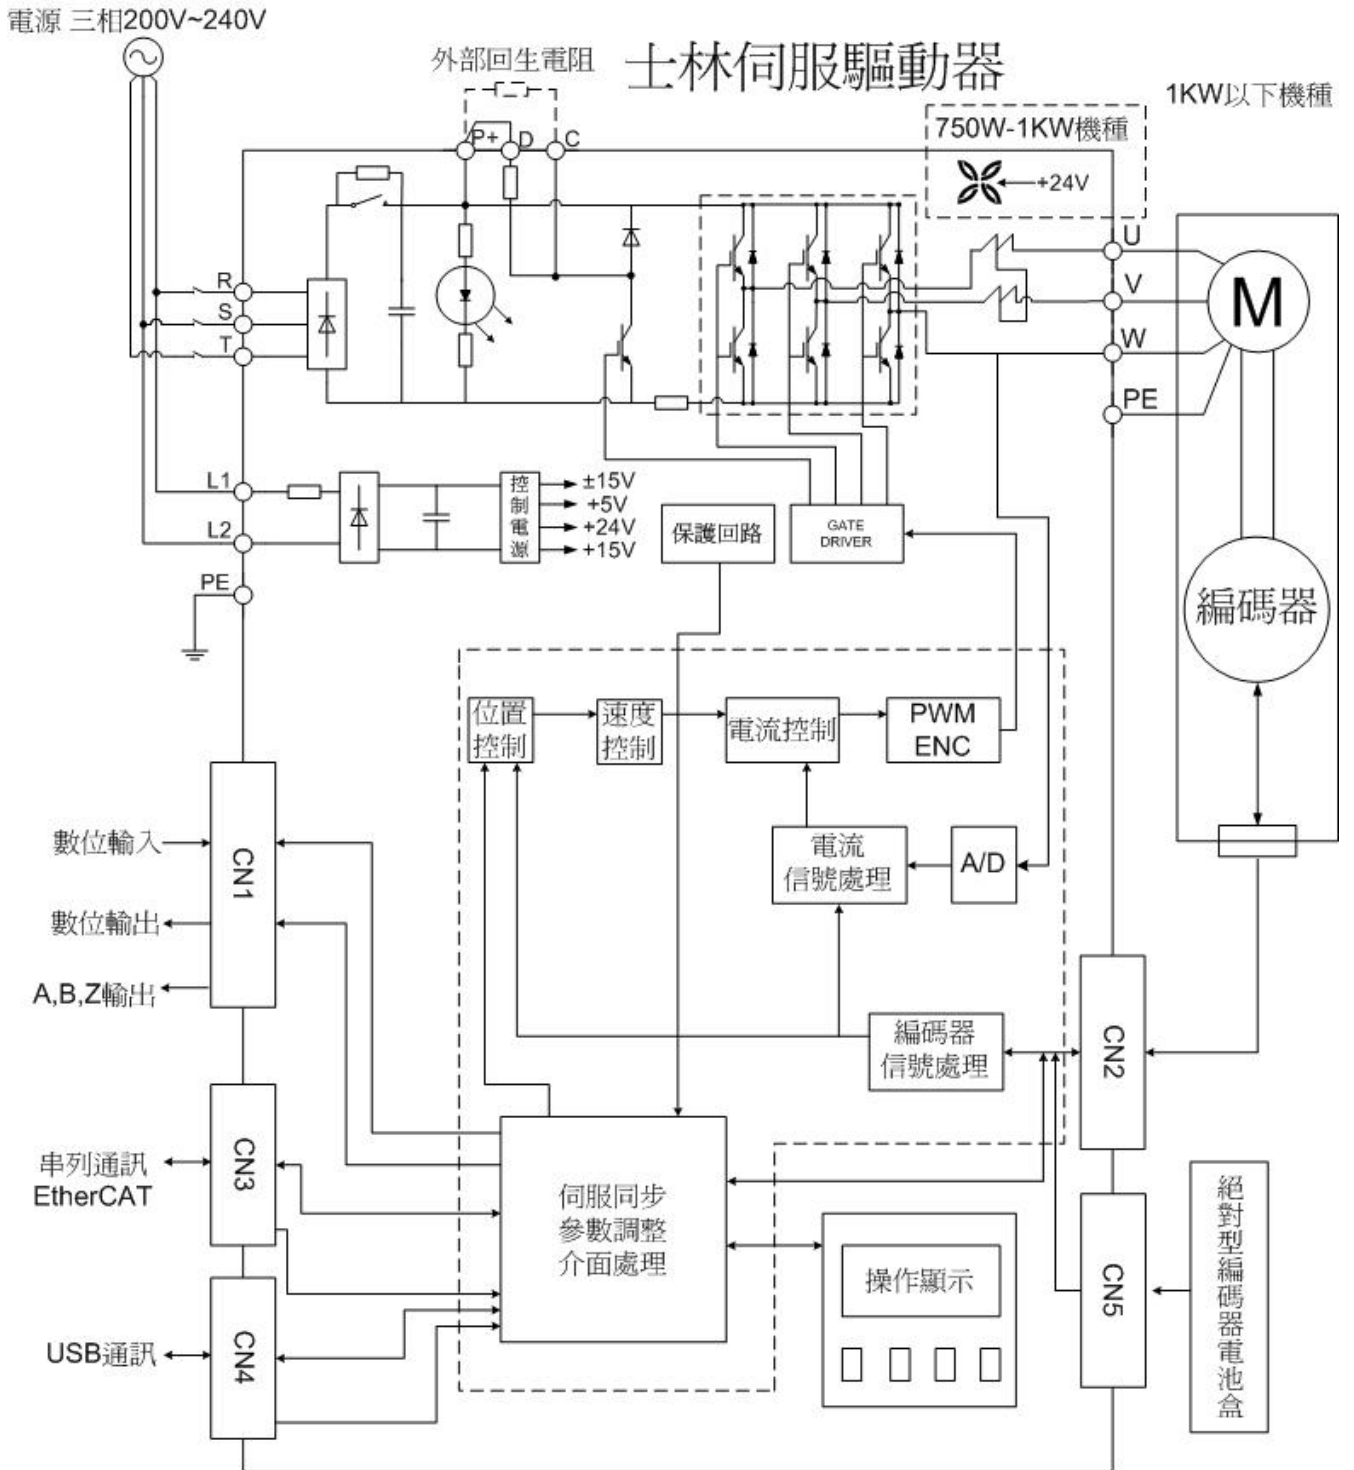 電源 三相200V~240V
外部回生電阻
士林伺服驅動器
1KW以下機種
750W-1KW機種
+24V
P+
D
C
R
S
T
U
V
W
PE
M
L1
L2
PE
控制電源
±15V
+5V
+24V
+15V
保護回路
GATE
DRIVER
編碼器
位置
控制
速度
控制
電流控制
PWM
ENC
電流
信號處理
A/D
數位輸入
數位輸出
A,B,Z輸出
CN1
編碼器
信號處理
CN2
串列通訊
EtherCAT
CN3
伺服同步
參數調整
介面處理
操作顯示
CN5
絕對型編碼器電池盒
USB通訊
CN4